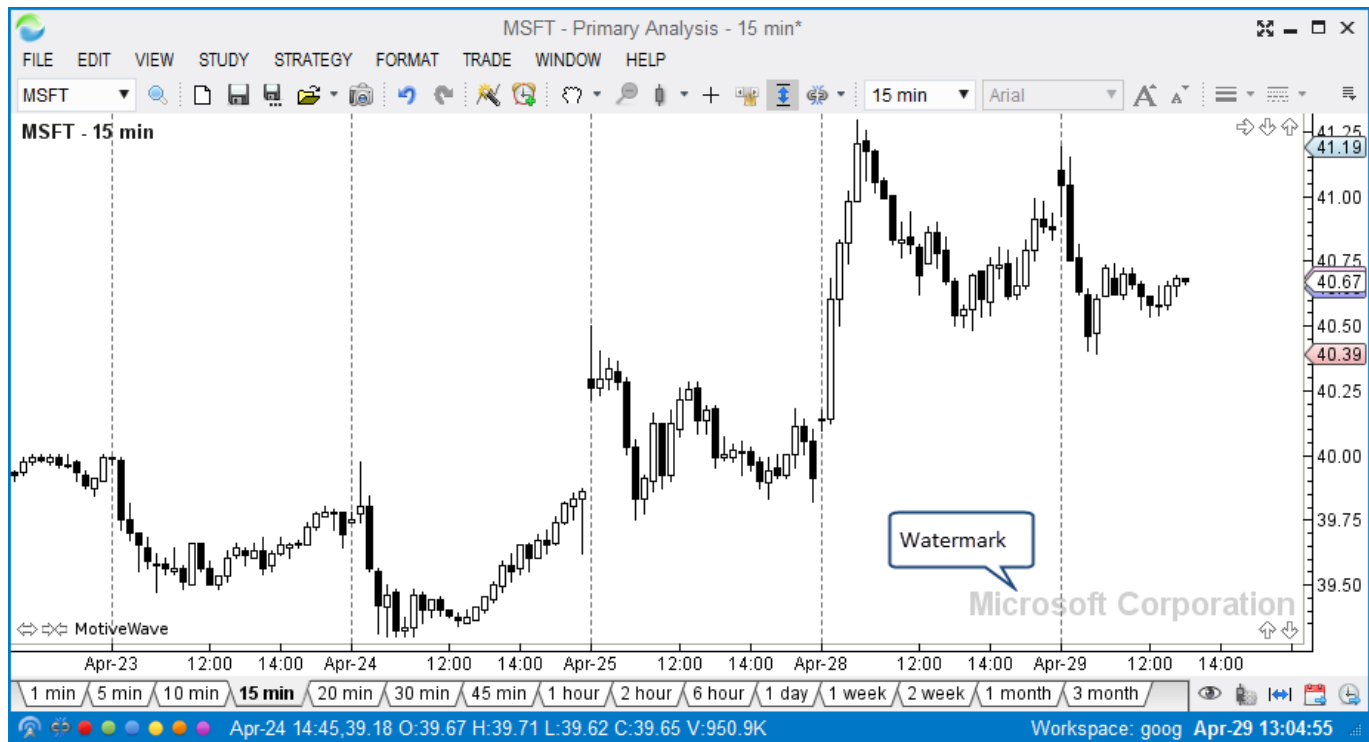 MSFT - Primary Analysis - 15 min*
FILE EDIT VIEW STUDY STRATEGY FORMAT TRADE WINDOW HELP
MSFT 15 min Arial A A
MSFT - 15 min
41.25
41.19
41.00
40.75
40.67
40.50
40.39
40.25
40.00
39.75
Watermark
39.50
Microsoft Corporation
MotiveWave
Apr-23 12:00 14:00 Apr-24 12:00 14:00 Apr-25 12:00 14:00 Apr-28 12:00 14:00 Apr-29 12:00 14:00
1 min 5 min 10 min 15 min 20 min 30 min 45 min 1 hour 2 hour 6 hour 1 day 1 week 2 week 1 month 3 month
Apr-24 14:45,39.18 O:39.67 H:39.71 L:39.62 C:39.65 V:950.9K Workspace: goog Apr-29 13:04:55